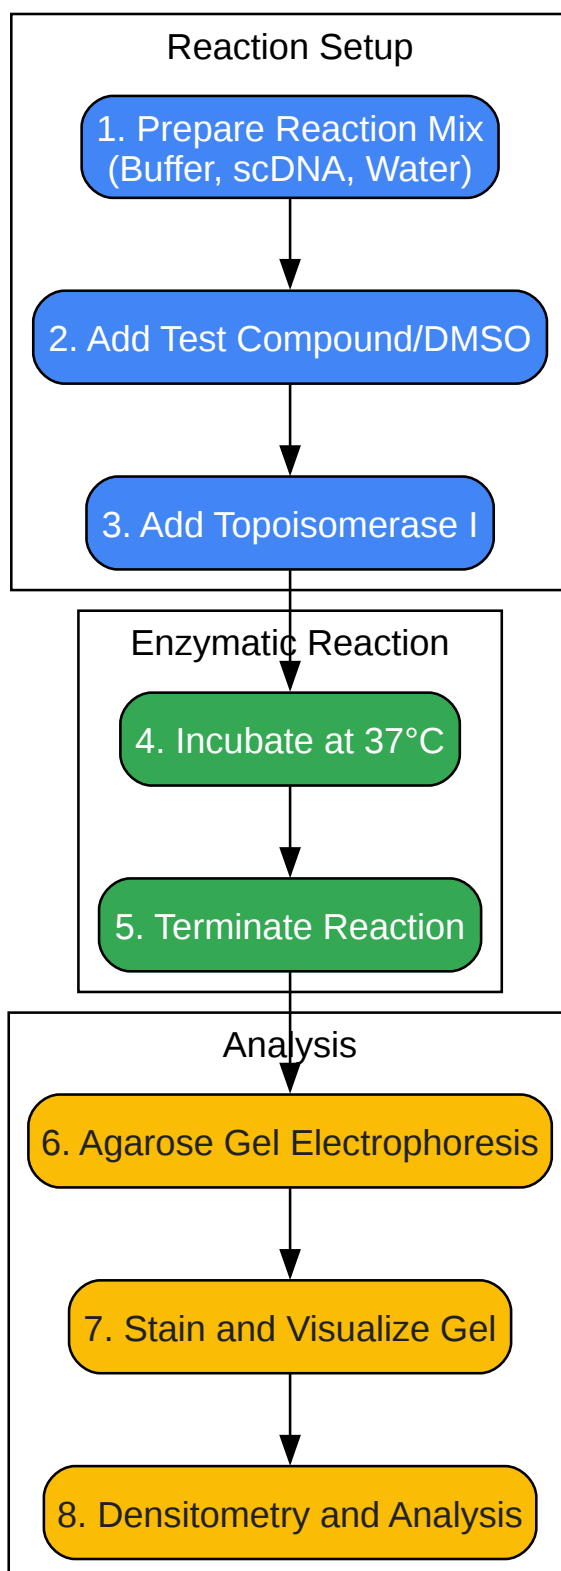 Reaction Setup
1. Prepare Reaction Mix
(Buffer, scDNA, Water)
2. Add Test Compound/DMSO
3. Add Topoisomerase I
Enzymatic Reaction
4. Incubate at 37°C
5. Terminate Reaction
Analysis
6. Agarose Gel Electrophoresis
7. Stain and Visualize Gel
8. Densitometry and Analysis